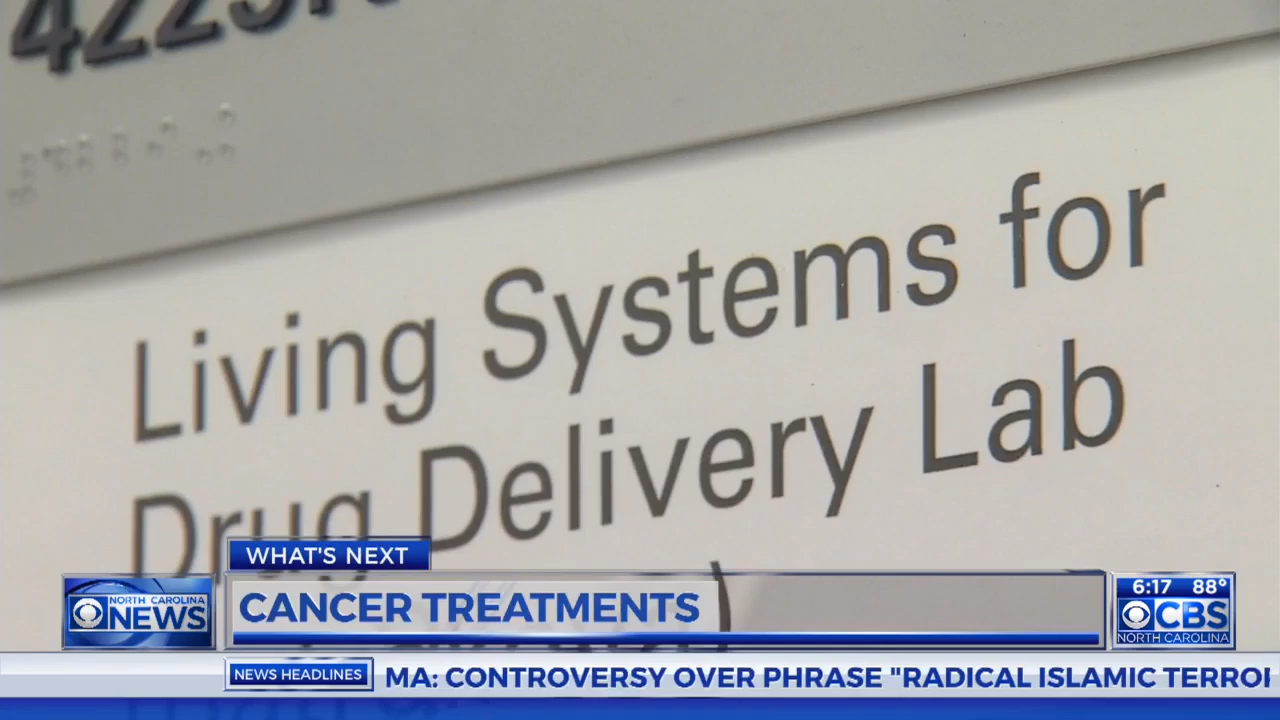 Living Systems for
Drug Delivery Lab
WHAT'S NEXT
CANCER TREATMENTS
NORTH CAROLINA
NEWS
6:17 88°
CBS
NORTH CAROLINA
NEWS HEADLINES
MA: CONTROVERSY OVER PHRASE "RADICAL ISLAMIC